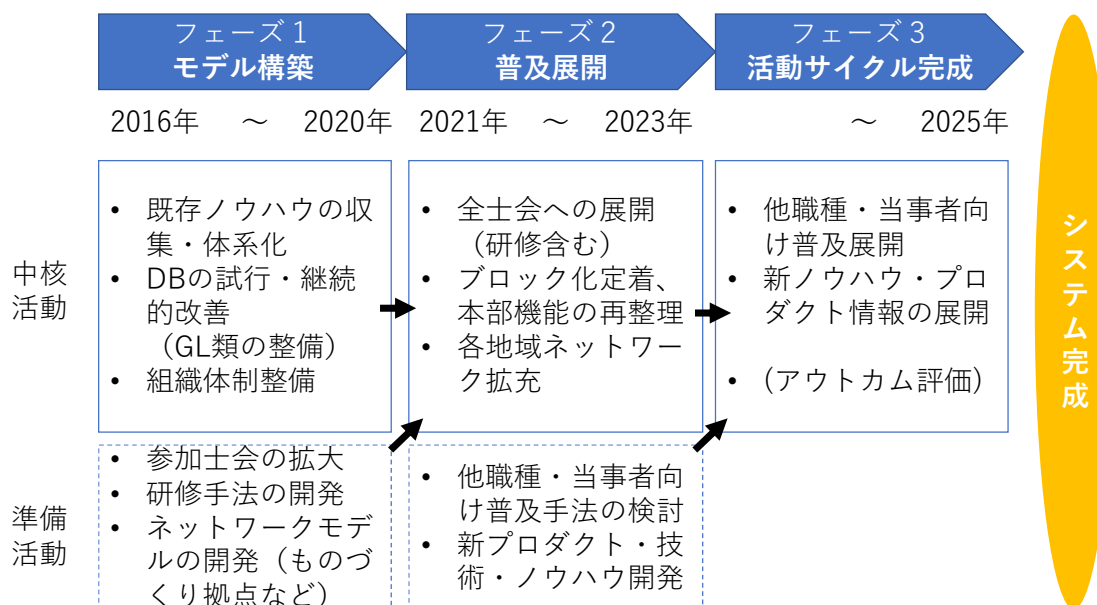 フェーズ１
モデル構築
フェーズ２
普及展開
フェーズ３
活動サイクル完成
2016年　～　2020年
2021年　～　2023年
～　2025年
中核
活動
• 既存ノウハウの収
集・体系化
• DBの試行・継続
的改善
（GL類の整備）
• 組織体制整備
• 全士会への展開
（研修含む）
• ブロック化定着、
本部機能の再整理
• 各地域ネットワー
ク拡充
• 他職種・当事者向
け普及展開
• 新ノウハウ・プロ
ダクト情報の展開
• (アウトカム評価)
準備
活動
• 参加士会の拡大
• 研修手法の開発
• ネットワークモデ
ルの開発（ものづ
くり拠点など）
• 他職種・当事者向
け普及手法の検討
• 新プロダクト・技
術・ノウハウ開発
システム完成